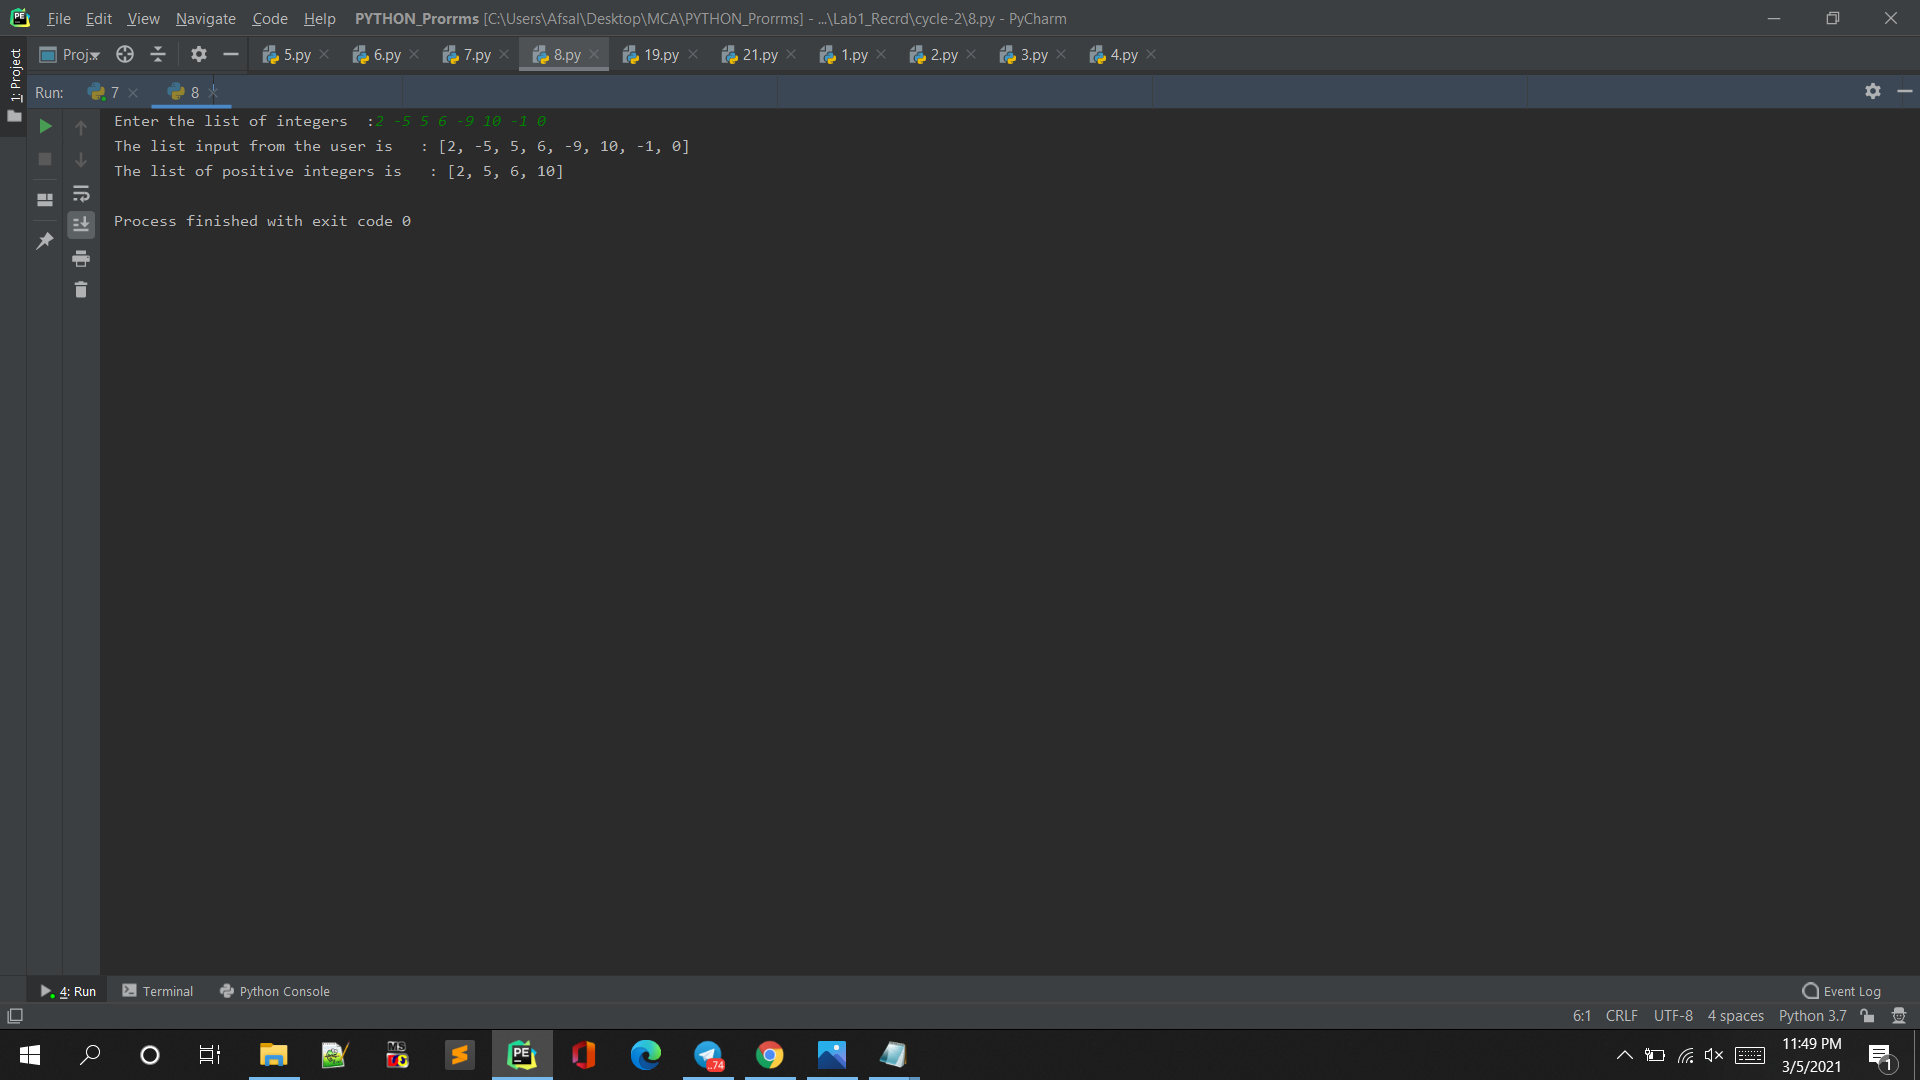 File Edit View Navigate Code Help PYTHON_Prorrms [C:\Users\Afsal\Desktop\MCA\PYTHON_Prorrms] - ...\Lab1_Recrd\cycle-2\8.py - PyCharm
1: Project
Proj.. 5.py 6.py 7.py 8.py 19.py 21.py 1.py 2.py 3.py 4.py
Run: 7 8
Enter the list of integers  :2 -5 5 6 -9 10 -1 0
The list input from the user is   : [2, -5, 5, 6, -9, 10, -1, 0]
The list of positive integers is   : [2, 5, 6, 10]
Process finished with exit code 0
4: Run Terminal Python Console Event Log
6:1 CRLF UTF-8 4 spaces Python 3.7
PE MS ..74
11:49 PM
3/5/2021
1